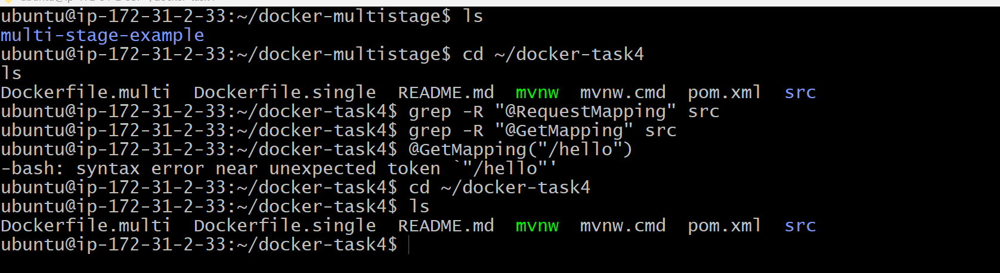 ubuntu@ip-172-31-2-33:~/docker-multistage$ ls
multi-stage-example
ubuntu@ip-172-31-2-33:~/docker-multistage$ cd ~/docker-task4
ls
Dockerfile.multi  Dockerfile.single  README.md  mvnw  mvnw.cmd  pom.xml  src
ubuntu@ip-172-31-2-33:~/docker-task4$ grep -R "@RequestMapping" src
ubuntu@ip-172-31-2-33:~/docker-task4$ grep -R "@GetMapping" src
ubuntu@ip-172-31-2-33:~/docker-task4$ @GetMapping("/hello")
-bash: syntax error near unexpected token `"/hello"'
ubuntu@ip-172-31-2-33:~/docker-task4$ cd ~/docker-task4
ubuntu@ip-172-31-2-33:~/docker-task4$ ls
Dockerfile.multi  Dockerfile.single  README.md  mvnw  mvnw.cmd  pom.xml  src
ubuntu@ip-172-31-2-33:~/docker-task4$